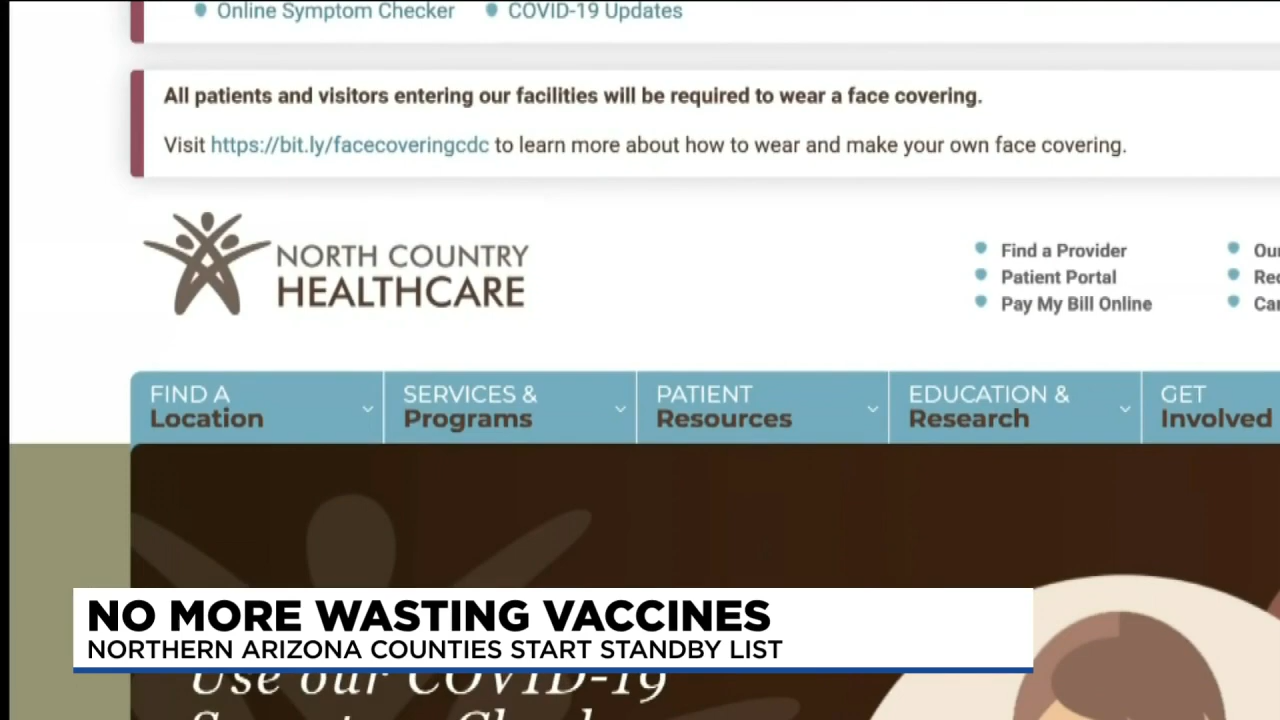 Online Symptom Checker
COVID-19 Updates
All patients and visitors entering our facilities will be required to wear a face covering.
Visit https://bit.ly/facecoveringcdc to learn more about how to wear and make your own face covering.
NORTH COUNTRY
HEALTHCARE
Find a Provider
Patient Portal
Pay My Bill Online
FIND A
Location
SERVICES &
Programs
PATIENT
Resources
EDUCATION &
Research
GET
Involved
NO MORE WASTING VACCINES
NORTHERN ARIZONA COUNTIES START STANDBY LIST
Use our COVID-19